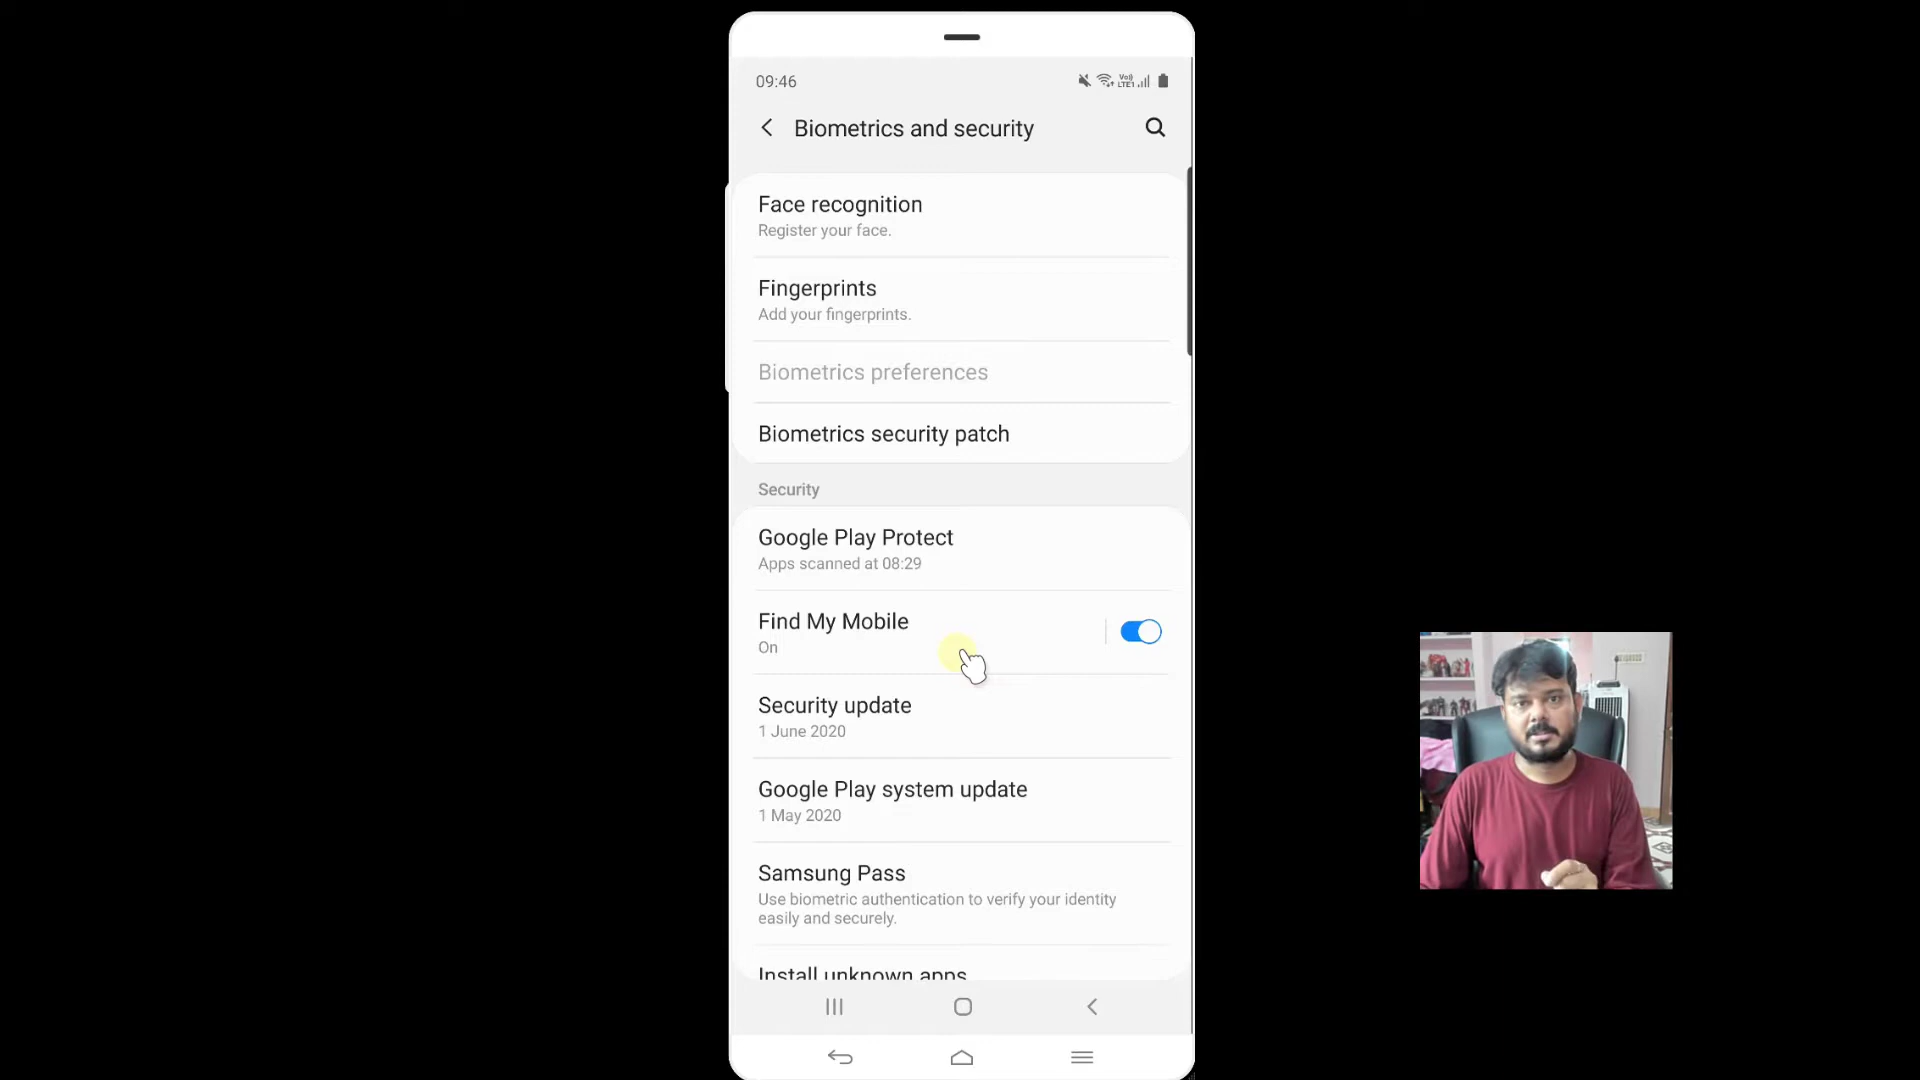 09:46
Biometrics and security
Face recognition
Register your face.
Fingerprints
Add your fingerprints.
Biometrics preferences
Biometrics security patch
Security
Google Play Protect
Apps scanned at 08:29
Find My Mobile
On
Security update
1 June 2020
Google Play system update
1 May 2020
Samsung Pass
Use biometric authentication to verify your identity
easily and securely.
Install unknown apps